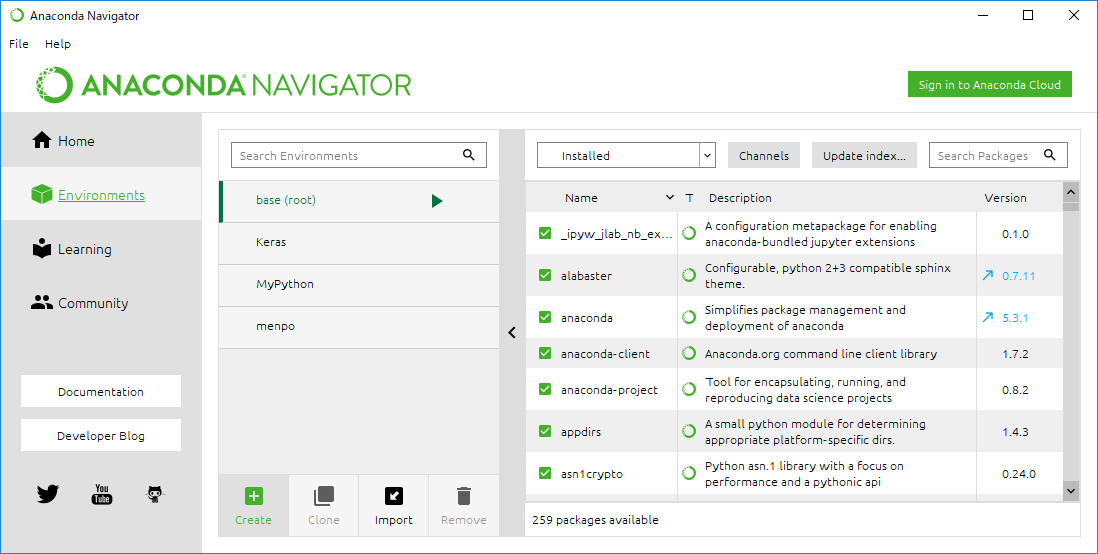 Anaconda Navigator
File Help
ANACONDA NAVIGATOR
Sign in to Anaconda Cloud
Home
Environments
Learning
Community
Documentation
Developer Blog
You
Tube
Search Environments
base (root)
Keras
MyPython
menpo
Create
Clone
Import
Remove
Installed
Channels
Update index...
Search Packages
Name T Description Version
_ipyw_jlab_nb_ex... A configuration metapackage for enabling
anaconda-bundled jupyter extensions 0.1.0
alabaster Configurable, python 2+3 compatible sphinx
theme. 0.7.11
anaconda Simplifies package management and
deployment of anaconda 5.3.1
anaconda-client Anaconda.org command line client library 1.7.2
anaconda-project Tool for encapsulating, running, and
reproducing data science projects 0.8.2
appdirs A small python module for determining
appropriate platform-specific dirs. 1.4.3
asn1crypto Python asn.1 library with a focus on
performance and a pythonic api 0.24.0
259 packages available